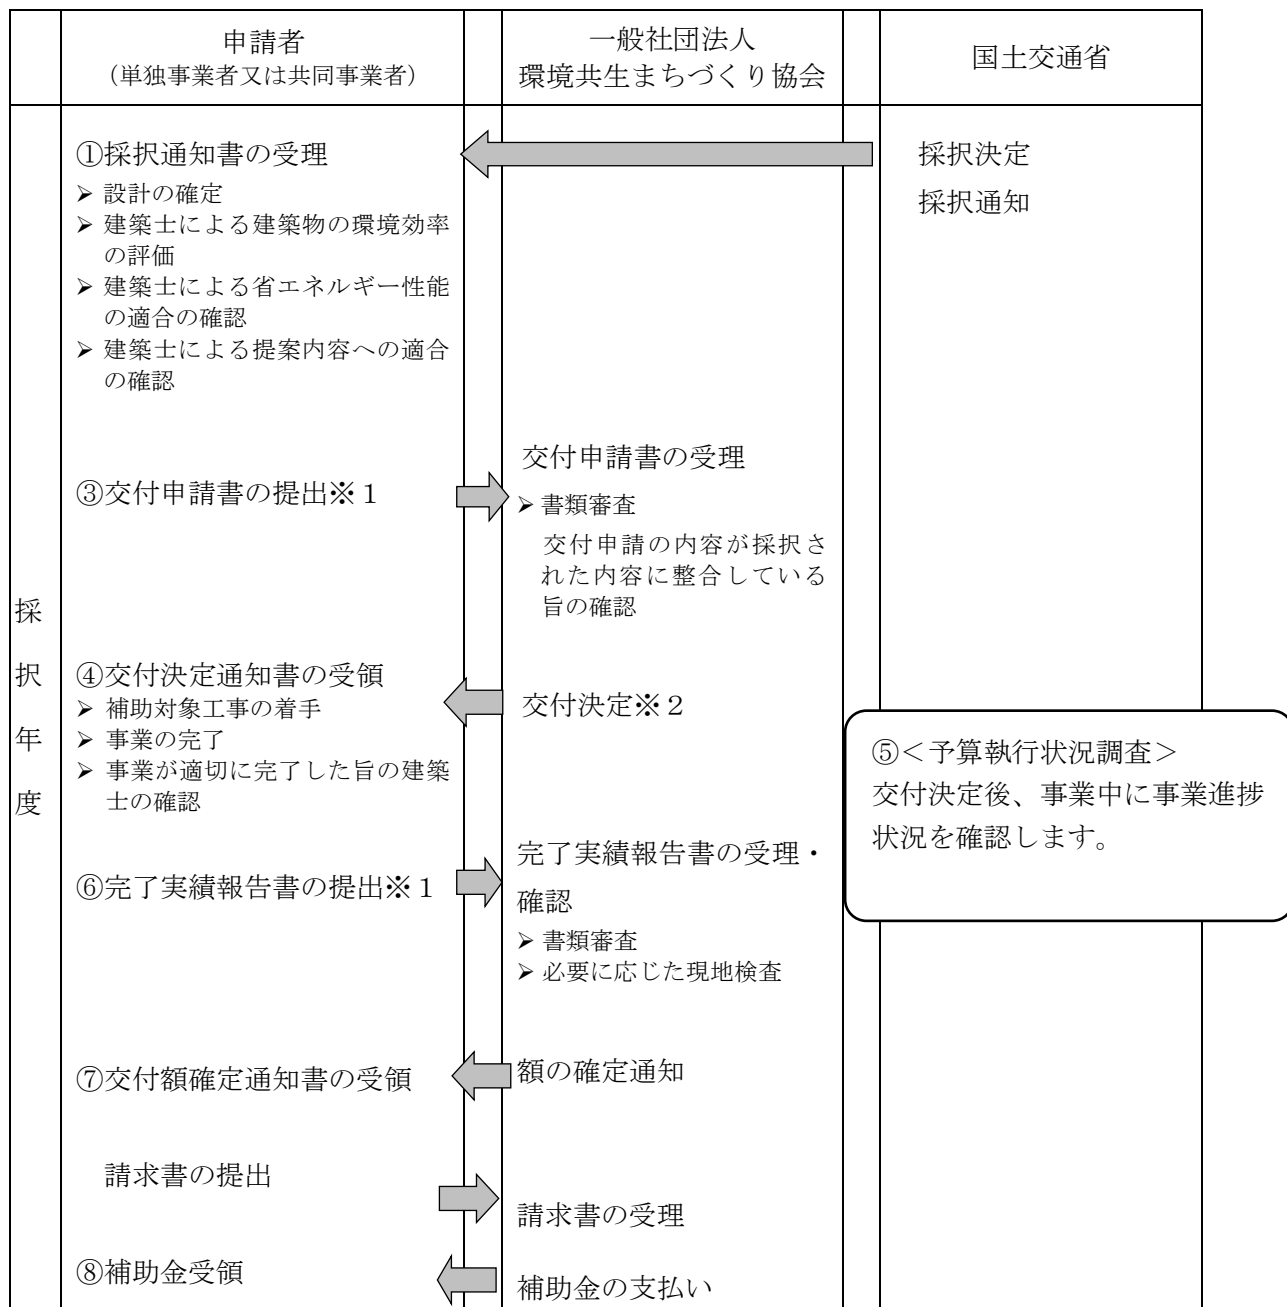 申請者
（単独事業者又は共同事業者）
一般社団法人
環境共生まちづくり協会
国土交通省
採
択
年
度
①採択通知書の受理
採択決定
採択通知
➢ 設計の確定
➢ 建築士による建築物の環境効率
の評価
➢ 建築士による省エネルギー性能
の適合の確認
➢ 建築士による提案内容への適合
の確認
③交付申請書の提出※１
交付申請書の受理
➢ 書類審査
交付申請の内容が採択さ
れた内容に整合している
旨の確認
④交付決定通知書の受領
➢ 補助対象工事の着手
➢ 事業の完了
➢ 事業が適切に完了した旨の建築
士の確認
交付決定※２
⑤＜予算執行状況調査＞
交付決定後、事業中に事業進捗
状況を確認します。
⑥完了実績報告書の提出※１
完了実績報告書の受理・
確認
➢ 書類審査
➢ 必要に応じた現地検査
⑦交付額確定通知書の受領
額の確定通知
請求書の提出
請求書の受理
⑧補助金受領
補助金の支払い